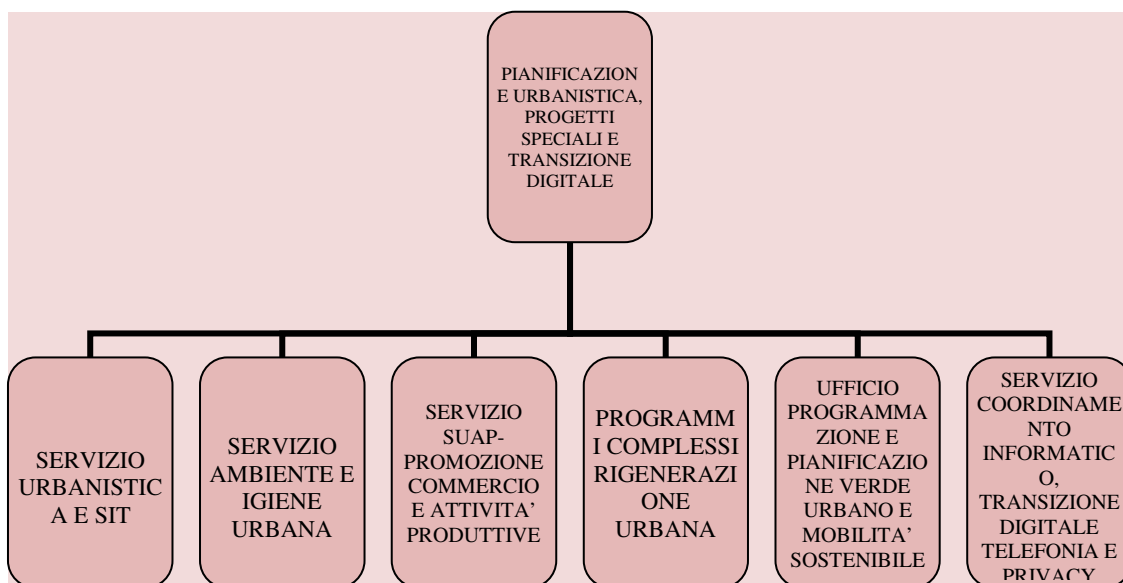 PIANIFICAZION
E URBANISTICA,
PROGETTI
SPECIALI E
TRANSIZIONE
DIGITALE
SERVIZIO
URBANISTIC
A E SIT
SERVIZIO
AMBIENTE E
IGIENE
URBANA
SERVIZIO
SUAP-
PROMOZIONE
COMMERCIO
E ATTIVITA’
PRODUTTIVE
PROGRAMM
I COMPLESSI
RIGENERAZI
ONE
URBANA
UFFICIO
PROGRAMMA
ZIONE E
PIANIFICAZIO
NE VERDE
URBANO E
MOBILITA’
SOSTENIBILE
SERVIZIO
COORDINAME
NTO
INFORMATIC
O,
TRANSIZIONE
DIGITALE
TELEFONIA E
PRIVACY